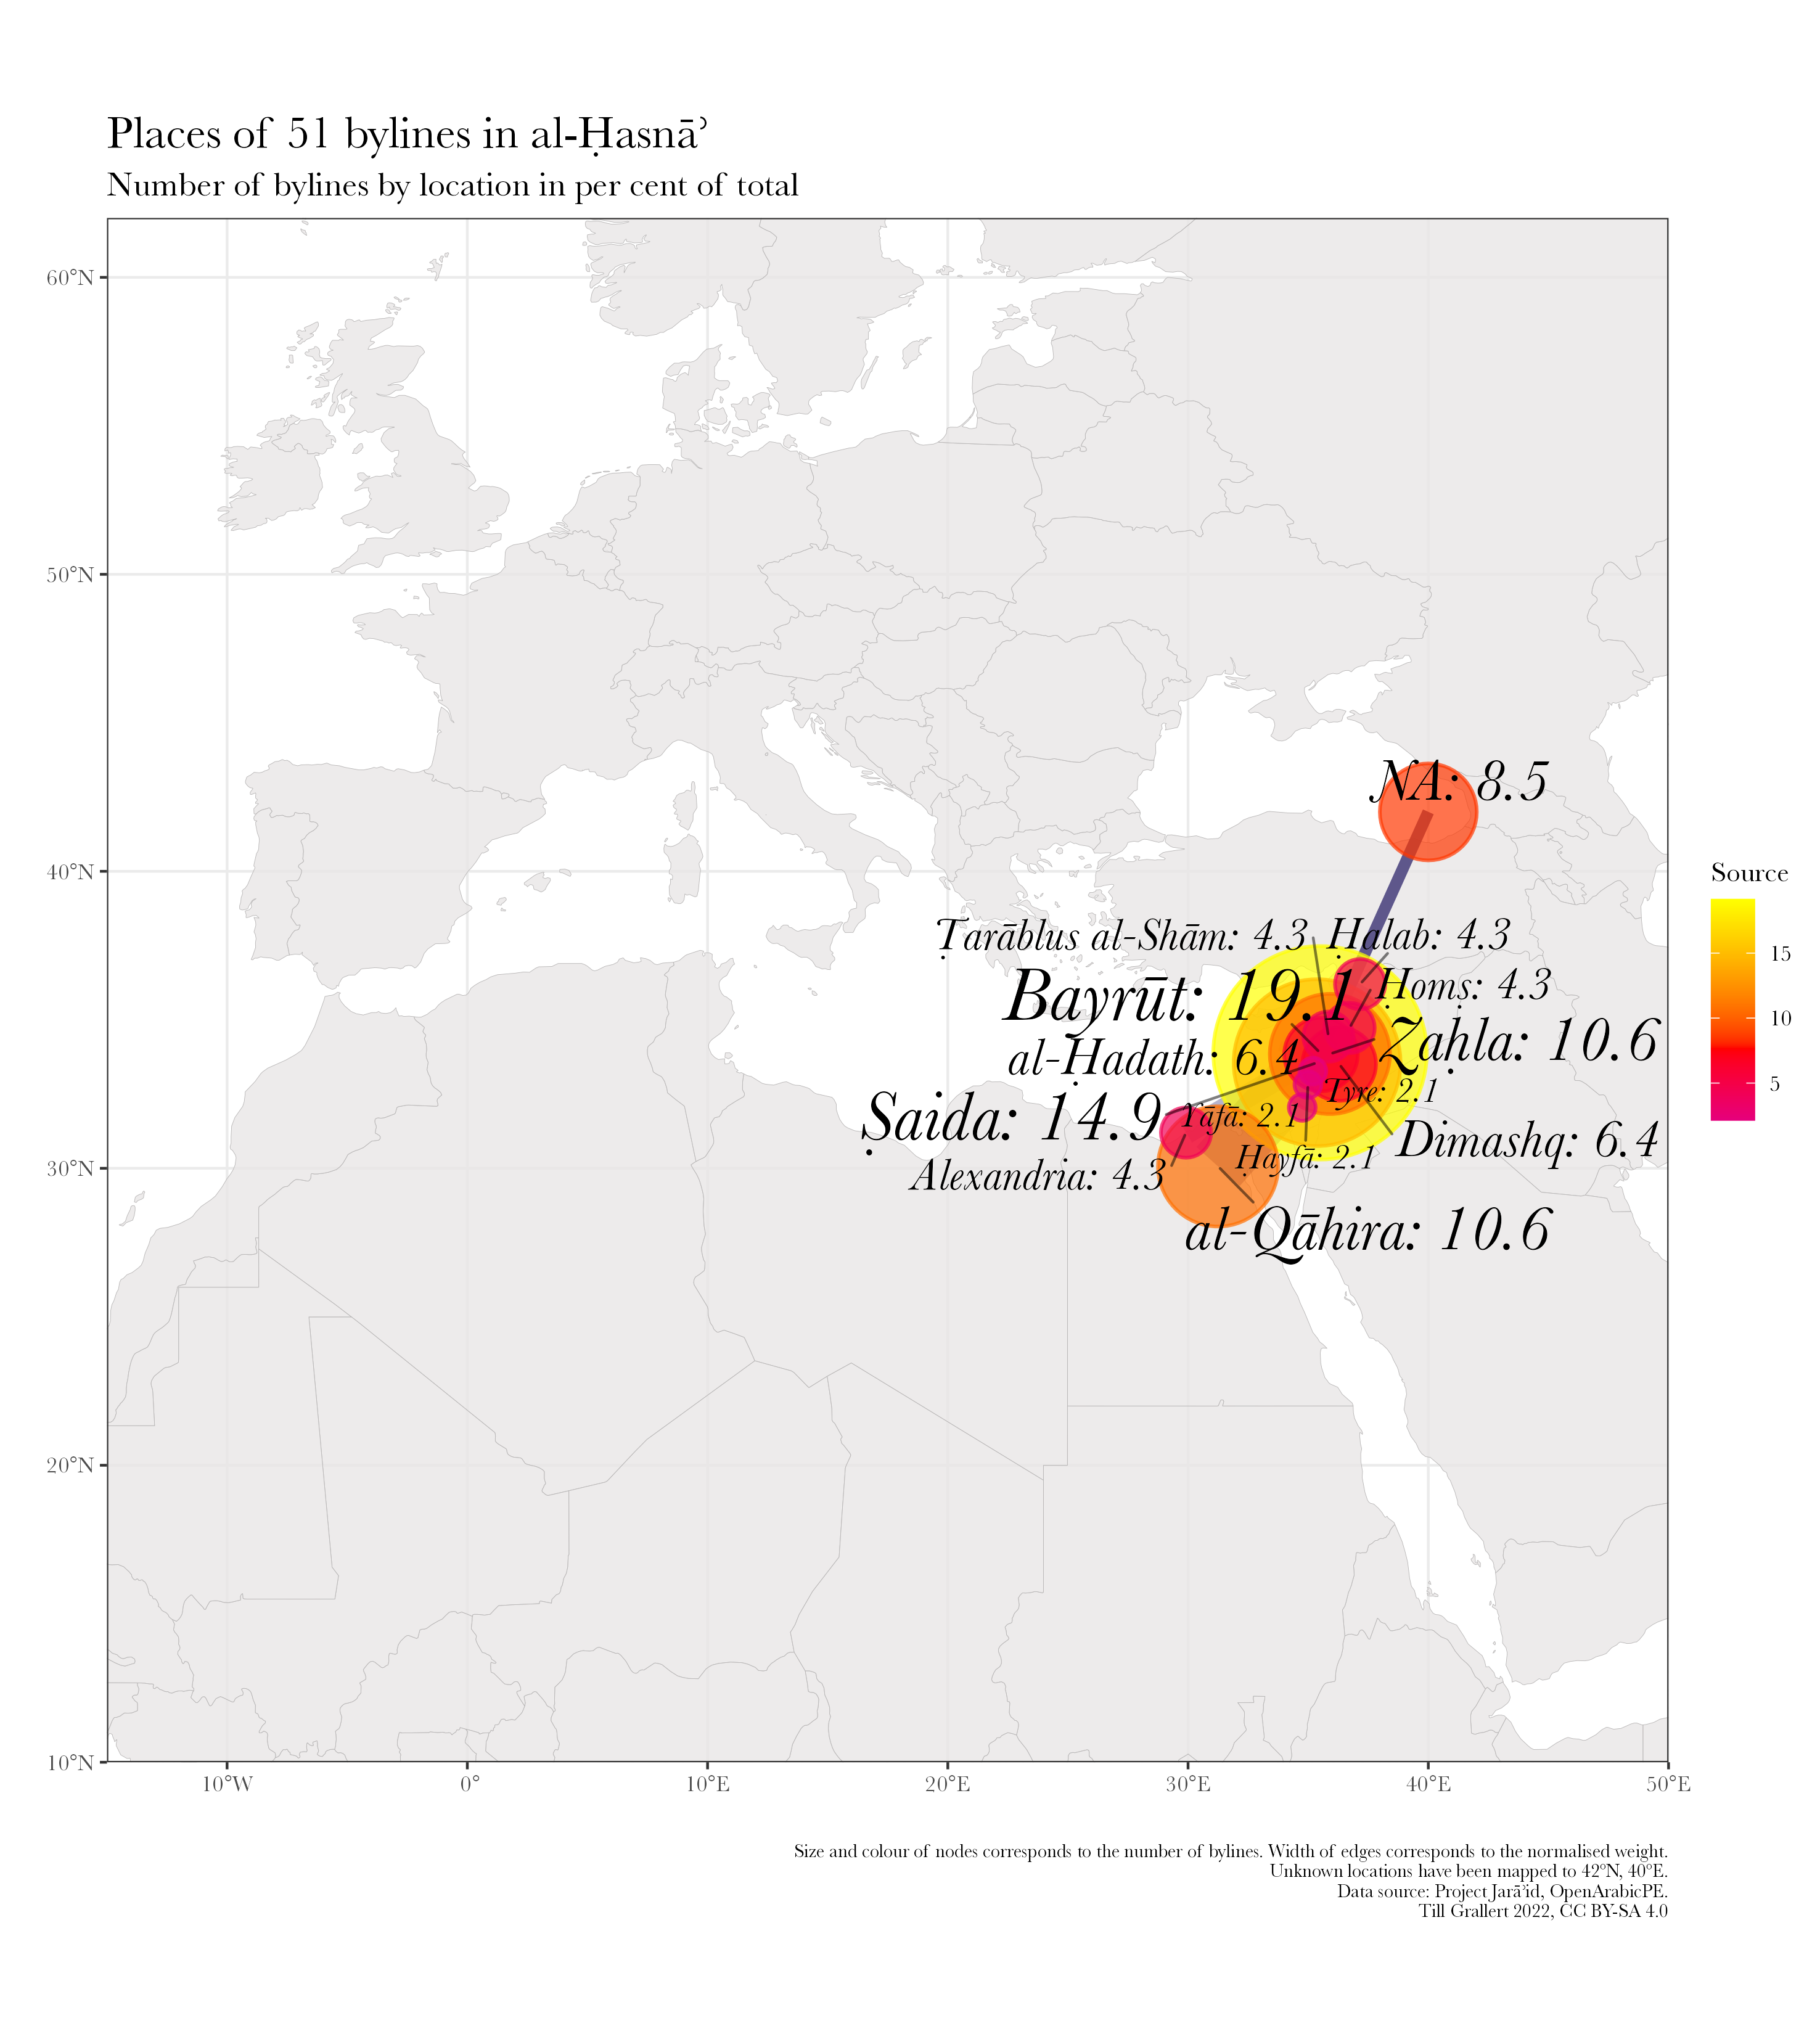 Places of 51 bylines in al-Ḥasnāʾ
Number of bylines by location in per cent of total
60°N
50°N
40°N
30°N
20°N
10°N
NA: 8.5
Ṭarāblus al-Shām: 4.3
Ḥalab: 4.3
Bayrūt: 19.1
Ḥomṣ: 4.3
al-Ḥadath: 6.4
Zaḥla: 10.6
Tyre: 2.1
Ṣaida: 14.9
Yāfā: 2.1
Dimashq: 6.4
Ḥayfā: 2.1
Alexandria: 4.3
al-Qāhira: 10.6
Source
15
10
5
10°W
0°
10°E
20°E
30°E
40°E
50°E
Size and colour of nodes corresponds to the number of bylines. Width of edges corresponds to the normalised weight.
Unknown locations have been mapped to 42°N, 40°E.
Data source: Project Jarāʾid, OpenArabicPE.
Till Grallert 2022, CC BY-SA 4.0